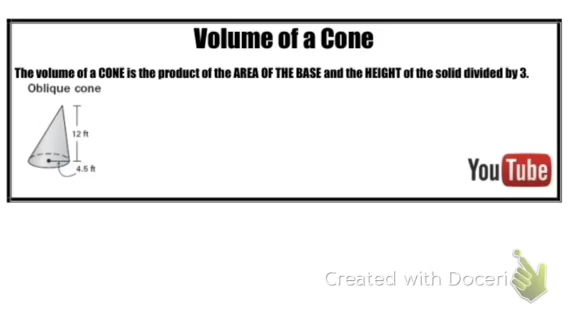 Volume of a Cone
The volume of a CONE is the product of the AREA OF THE BASE and the HEIGHT of the solid divided by 3.
Oblique cone
12 ft
4.5 ft
YouTube
Created with Doceri